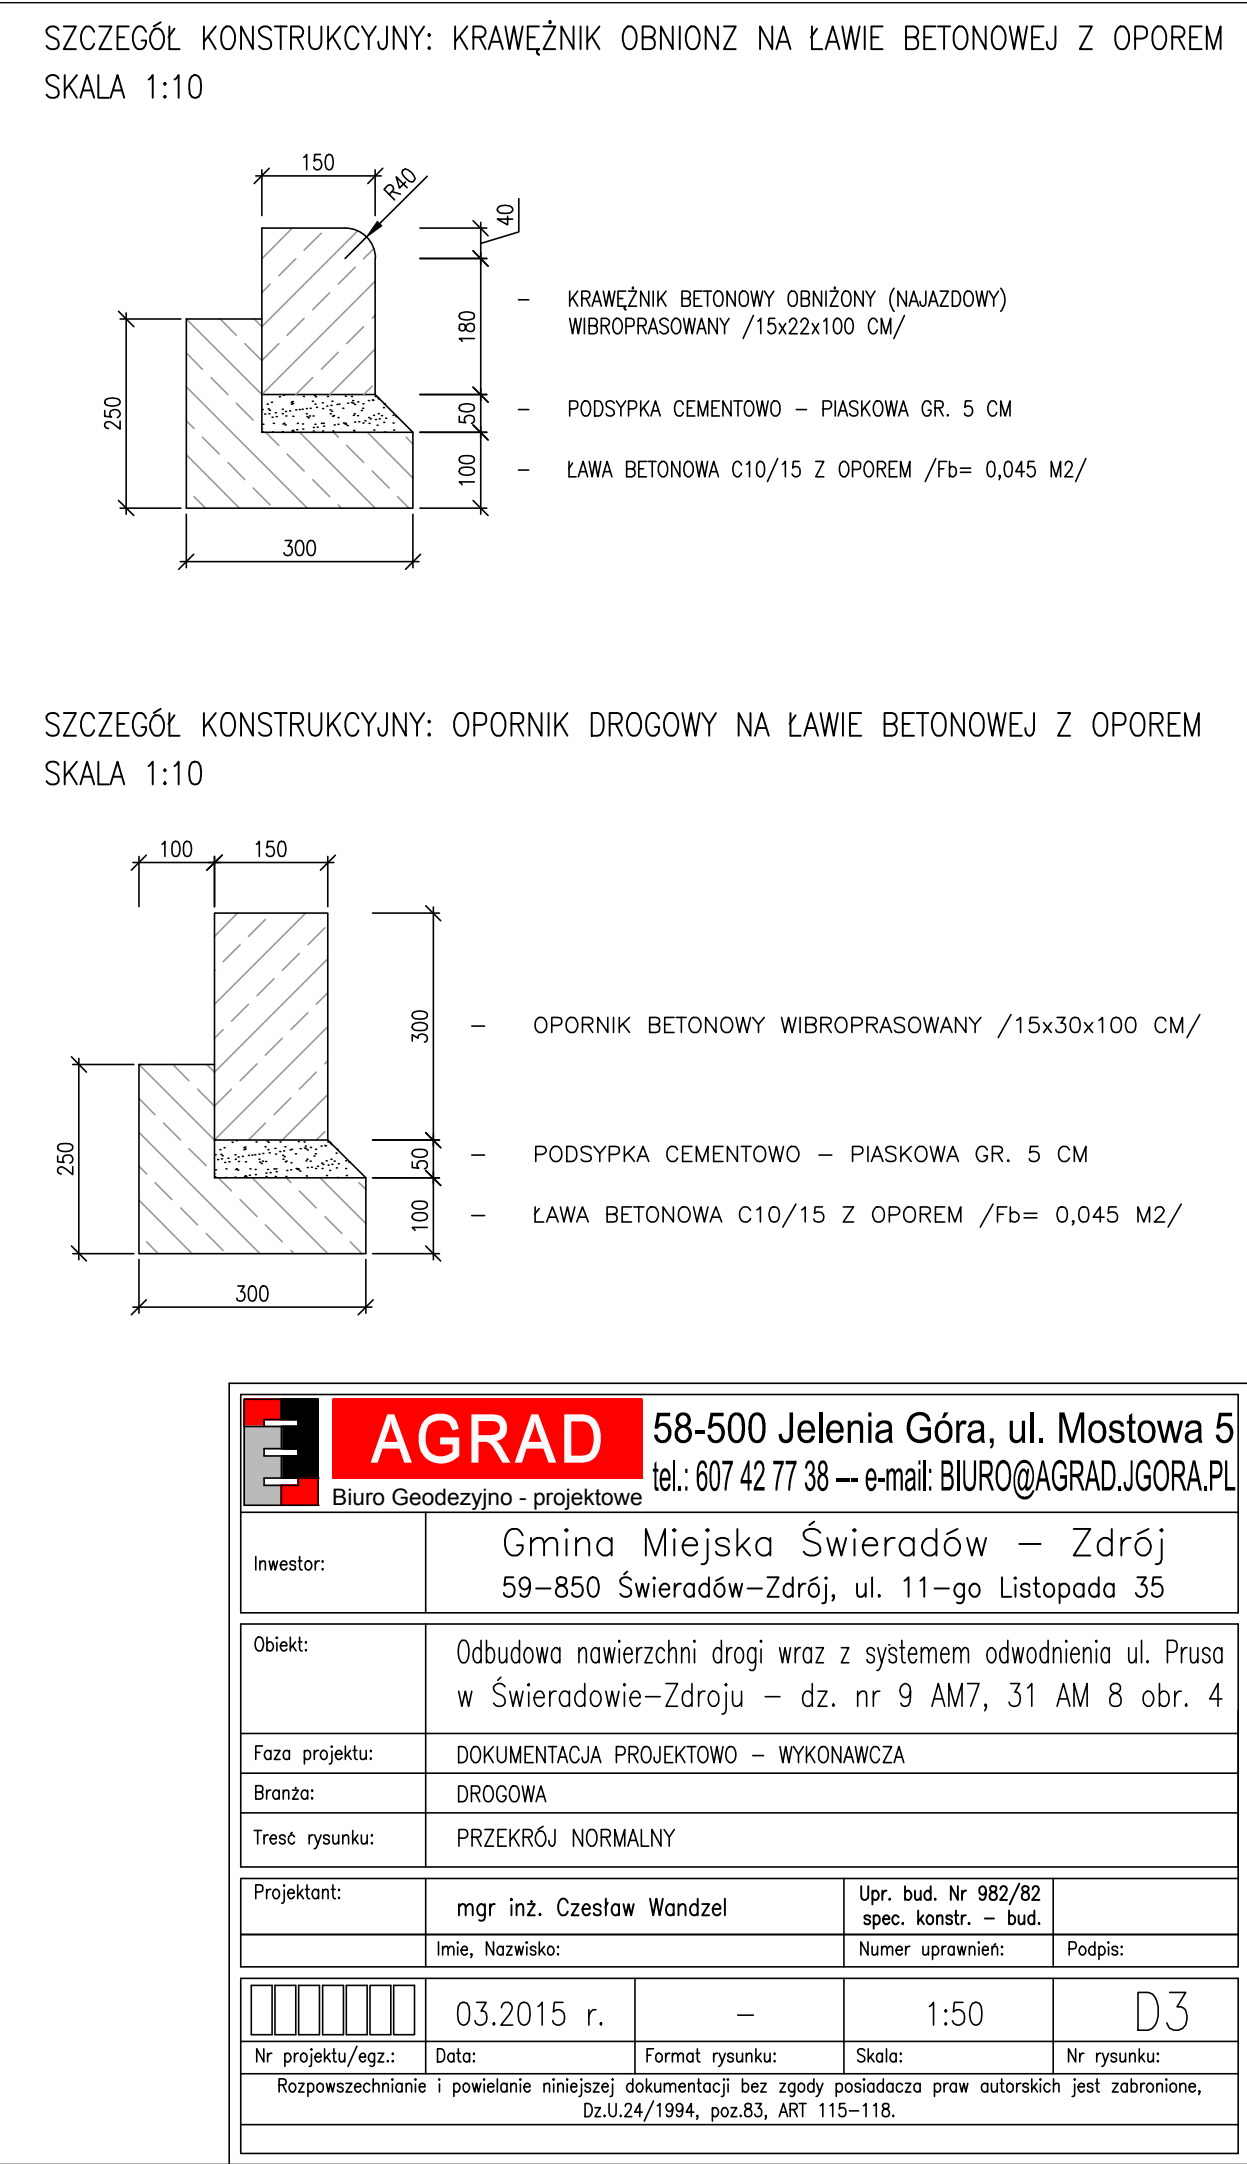 SZCZEGÓŁ KONSTRUKCYJNY: KRAWĘŻNIK OBNIONZ NA ŁAWIE BETONOWEJ Z OPOREM
SKALA 1:10
150
R40
40
KRAWĘŻNIK BETONOWY OBNIŻONY (NAJAZDOWY)
WIBROPRASOWANY /15x22x100 CM/
180
250
50
– PODSYPKA CEMENTOWO – PIASKOWA GR. 5 CM
100
– ŁAWA BETONOWA C10/15 Z OPOREM /Fb= 0,045 M2/
300
SZCZEGÓŁ KONSTRUKCYJNY: OPORNIK DROGOWY NA ŁAWIE BETONOWEJ Z OPOREM
SKALA 1:10
100
150
300
– OPORNIK BETONOWY WIBROPRASOWANY /15x30x100 CM/
250
50
– PODSYPKA CEMENTOWO – PIASKOWA GR. 5 CM
100
– ŁAWA BETONOWA C10/15 Z OPOREM /Fb= 0,045 M2/
300
AGRAD
Biuro Geodezyjno - projektowe
58-500 Jelenia Góra, ul. Mostowa 5
tel.: 607 42 77 38 --- e-mail: BIURO@AGRAD.JGORA.PL
Inwestor:
Gmina Miejska Świeradów – Zdrój
59–850 Świeradów–Zdrój, ul. 11–go Listopada 35
Obiekt:
Odbudowa nawierzchni drogi wraz z systemem odwodnienia ul. Prusa
w Świeradowie–Zdroju – dz. nr 9 AM7, 31 AM 8 obr. 4
Faza projektu:
DOKUMENTACJA PROJEKTOWO – WYKONAWCZA
Branża:
DROGOWA
Tresć rysunku:
PRZEKRÓJ NORMALNY
Projektant:
mgr inż. Czesław Wandzel
Upr. bud. Nr 982/82
spec. konstr. – bud.
Imie, Nazwisko:
Numer uprawnień:
Podpis:
03.2015 r.
–
1:50
D3
Nr projektu/egz.:
Data:
Format rysunku:
Skala:
Nr rysunku:
Rozpowszechnianie i powielanie niniejszej dokumentacji bez zgody posiadacza praw autorskich jest zabronione,
Dz.U.24/1994, poz.83, ART 115–118.